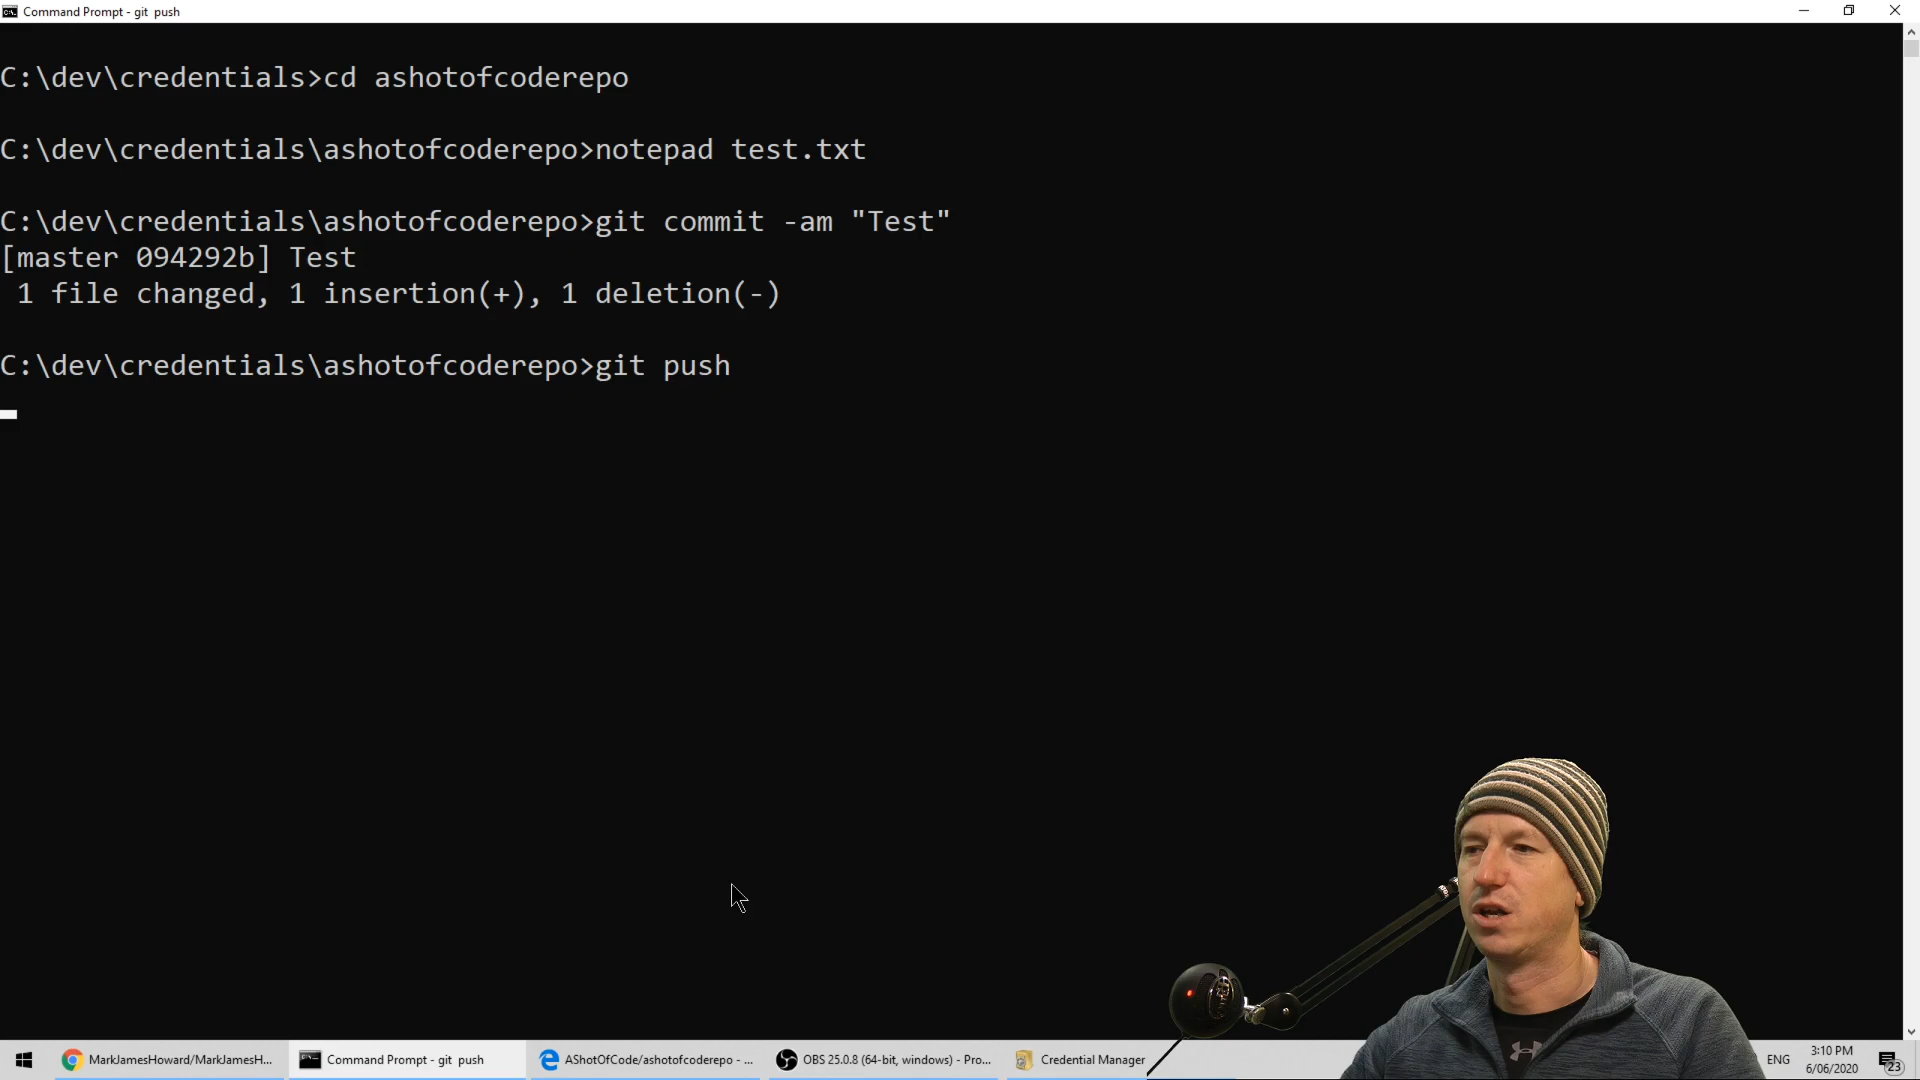 Command Prompt - git  push
C:\dev\credentials>cd ashotofcoderepo
C:\dev\credentials\ashotofcoderepo>notepad test.txt
C:\dev\credentials\ashotofcoderepo>git commit -am "Test"
[master 094292b] Test
1 file changed, 1 insertion(+), 1 deletion(-)
C:\dev\credentials\ashotofcoderepo>git push
MarkJamesHoward/MarkJamesH...
Command Prompt - git  push
AShotOfCode/ashotofcoderepo - ...
OBS 25.0.8 (64-bit, windows) - Pro...
Credential Manager
ENG
3:10 PM
6/06/2020
23